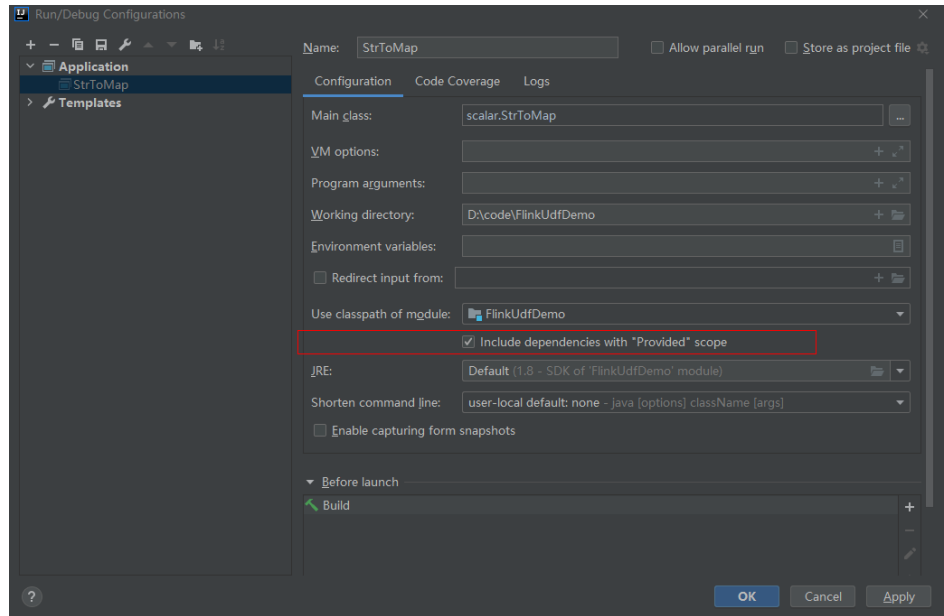 Run/Debug Configurations
Application
StrToMap
Templates
Name: StrToMap
Allow parallel run
Store as project file
Configuration Code Coverage Logs
Main class: scalar.StrToMap ...
VM options:
Program arguments:
Working directory: D:\code\FlinkUdfDemo
Environment variables:
Redirect input from:
Use classpath of module: FlinkUdfDemo
Include dependencies with "Provided" scope
JRE: Default (1.8 - SDK of 'FlinkUdfDemo' module)
Shorten command line: user-local default: none - java [options] className [args]
Enable capturing form snapshots
Before launch
Build
? OK Cancel Apply